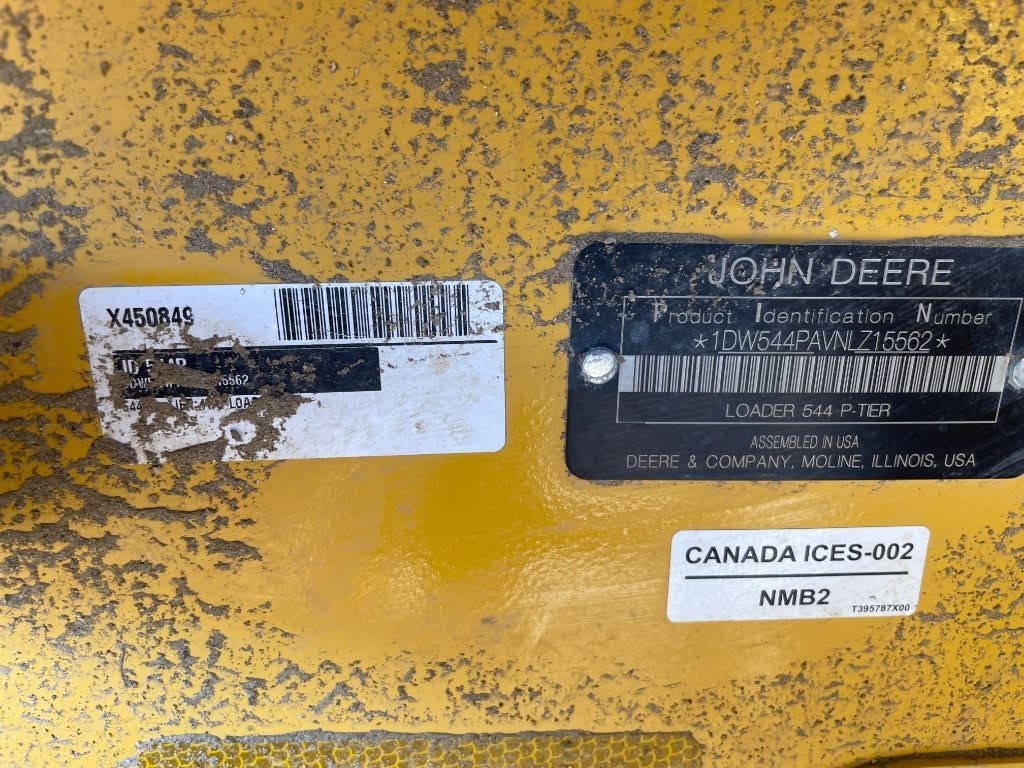 X450849
15562
JOHN DEERE
Product Identification Number
*1DW544PAVNLZ15562*
LOADER 544 P-TIER
ASSEMBLED IN USA
DEERE & COMPANY, MOLINE, ILLINOIS, USA
CANADA ICES-002
NMB2
T395787X00